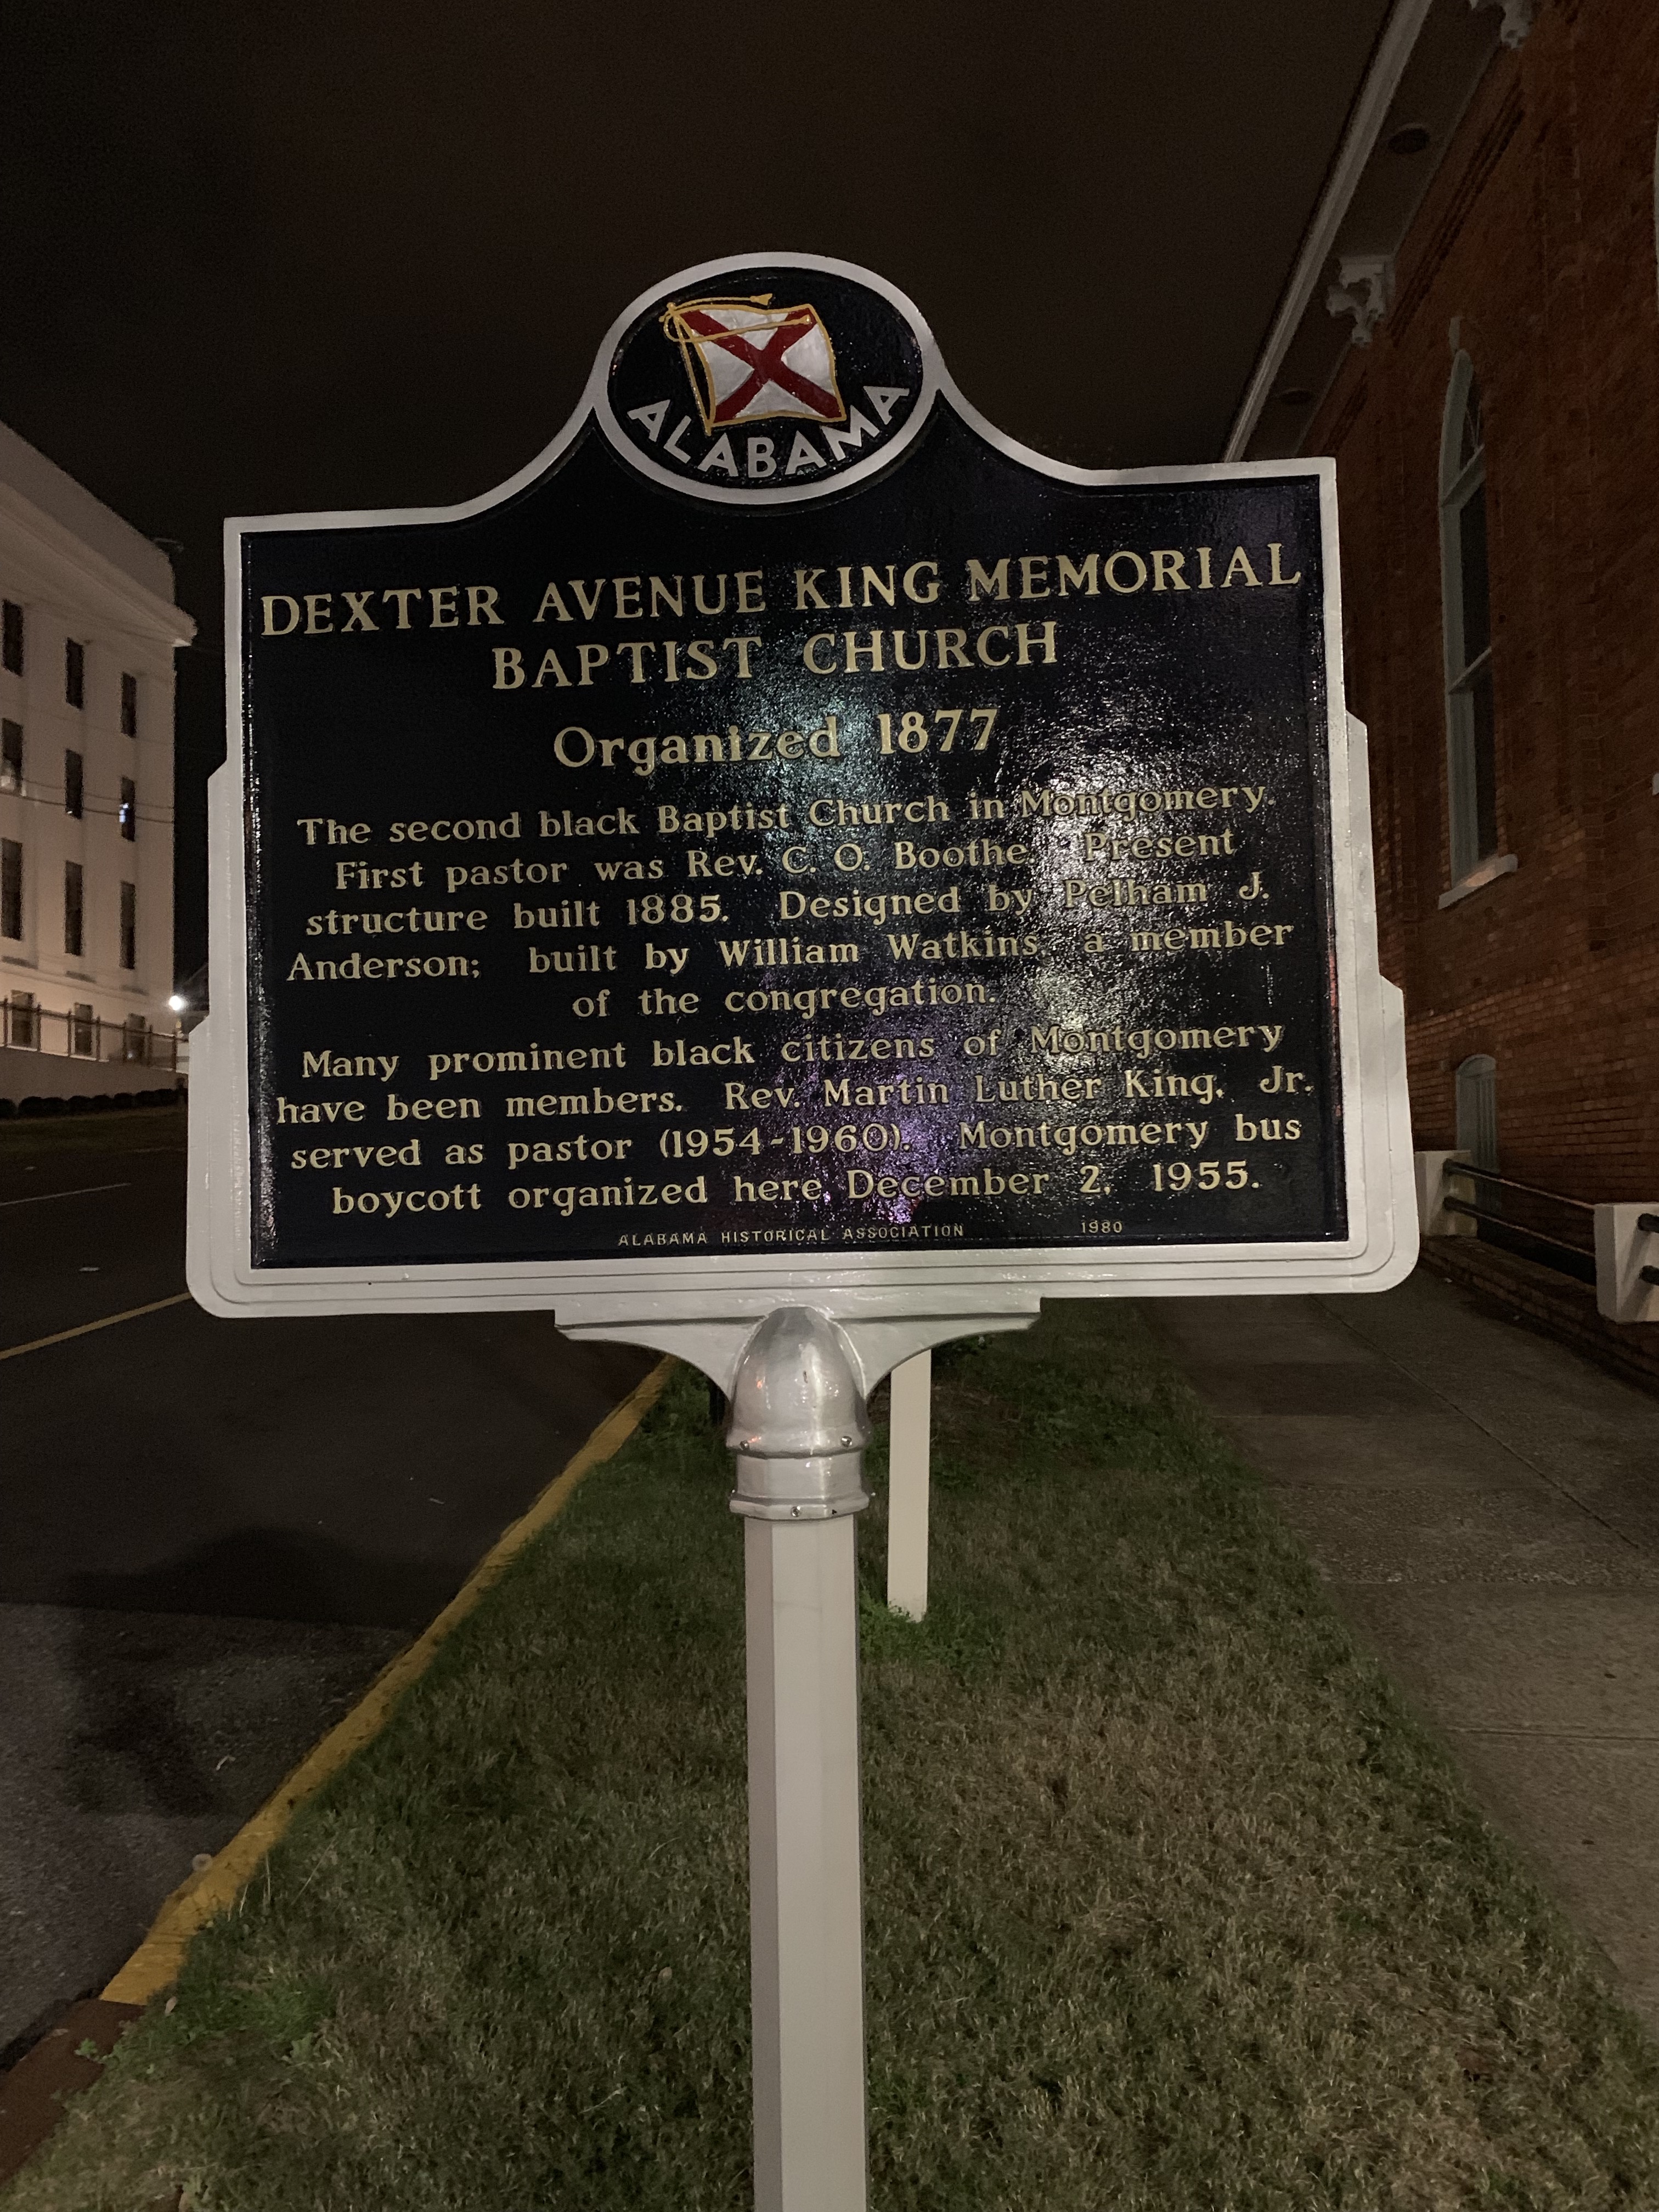 ALABAMA
DEXTER AVENUE KING MEMORIAL
BAPTIST CHURCH
Organized 1877
The second black Baptist Church in Montgomery.
First pastor was Rev. C. O. Boothe. Present
structure built 1885. Designed by Pelham J.
Anderson; built by William Watkins, a member
of the congregation.
Many prominent black citizens of Montgomery
have been members. Rev. Martin Luther King, Jr.
served as pastor (1954-1960). Montgomery bus
boycott organized here December 2, 1955.
ALABAMA HISTORICAL ASSOCIATION 1980